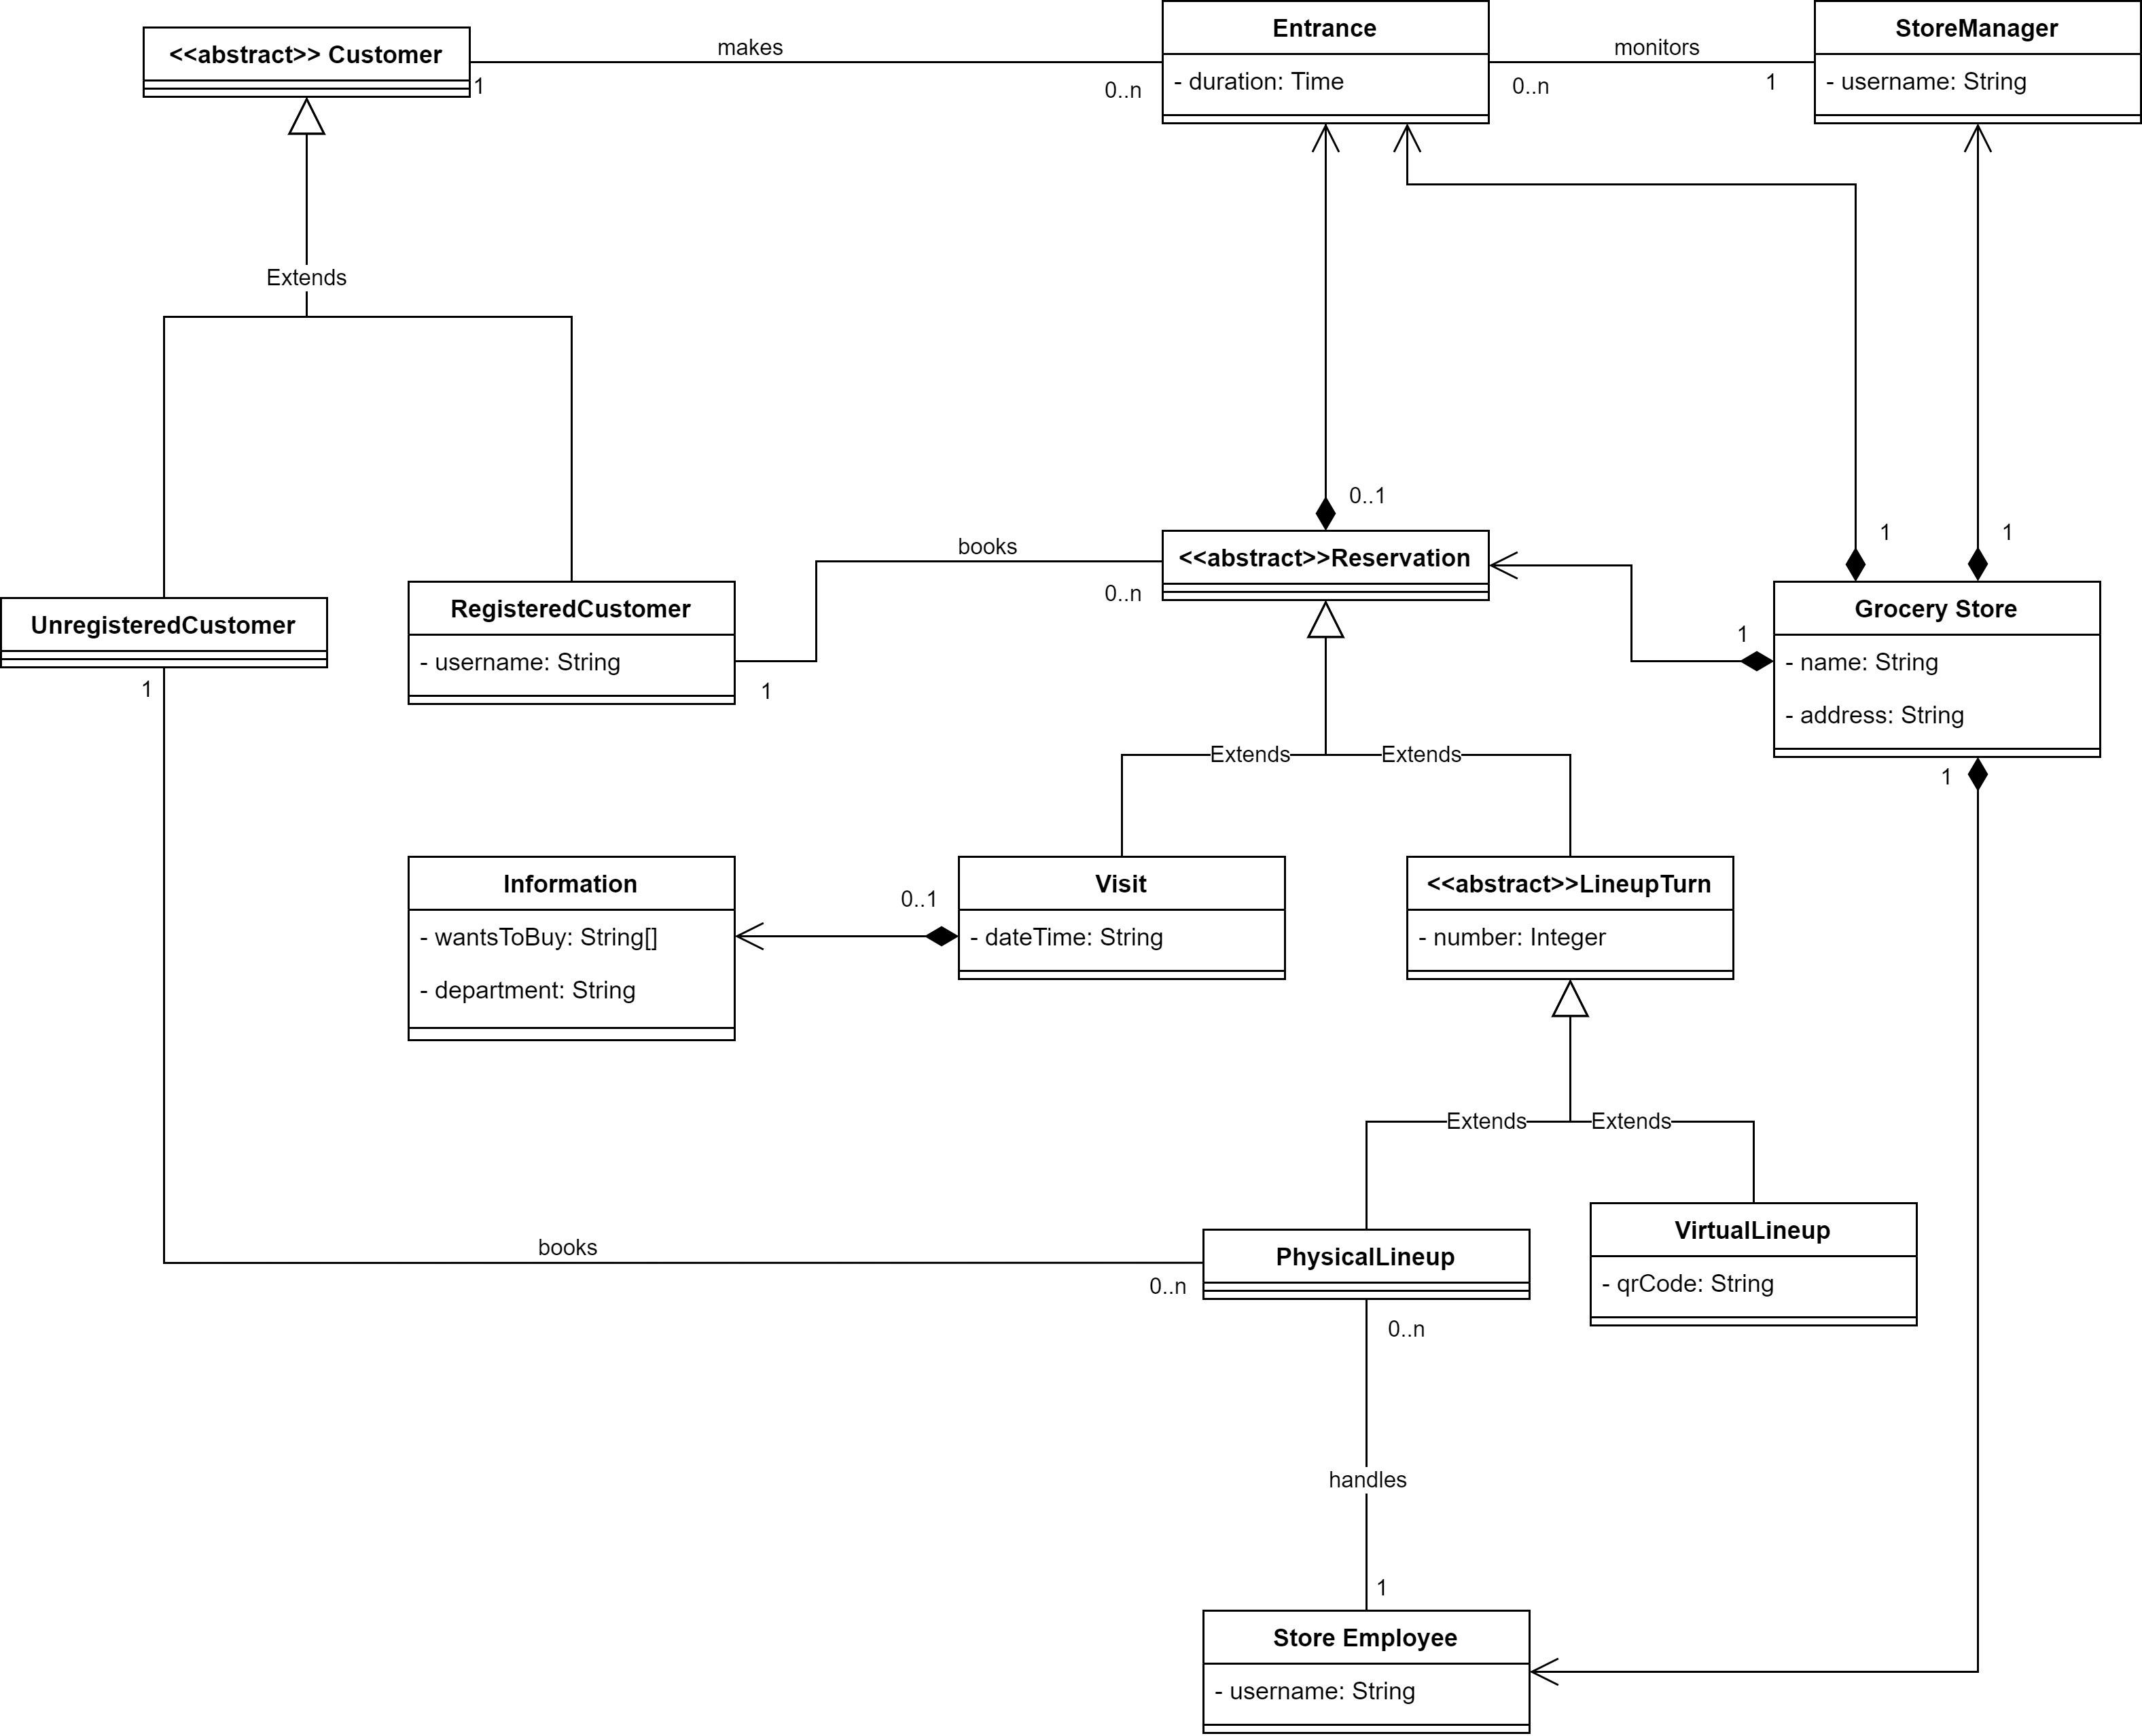 <<abstract>> Customer
1
makes
0..n
Entrance
- duration: Time
monitors
0..n
1
StoreManager
- username: String
Extends
0..1
1
1
books
0..n
<<abstract>>Reservation
UnregisteredCustomer
1
RegisteredCustomer
- username: String
1
1
Grocery Store
- name: String
- address: String
1
Extends
Extends
Information
- wantsToBuy: String[]
- department: String
0..1
Visit
- dateTime: String
<<abstract>>LineupTurn
- number: Integer
Extends
Extends
books
0..n
PhysicalLineup
0..n
VirtualLineup
- qrCode: String
handles
1
Store Employee
- username: String